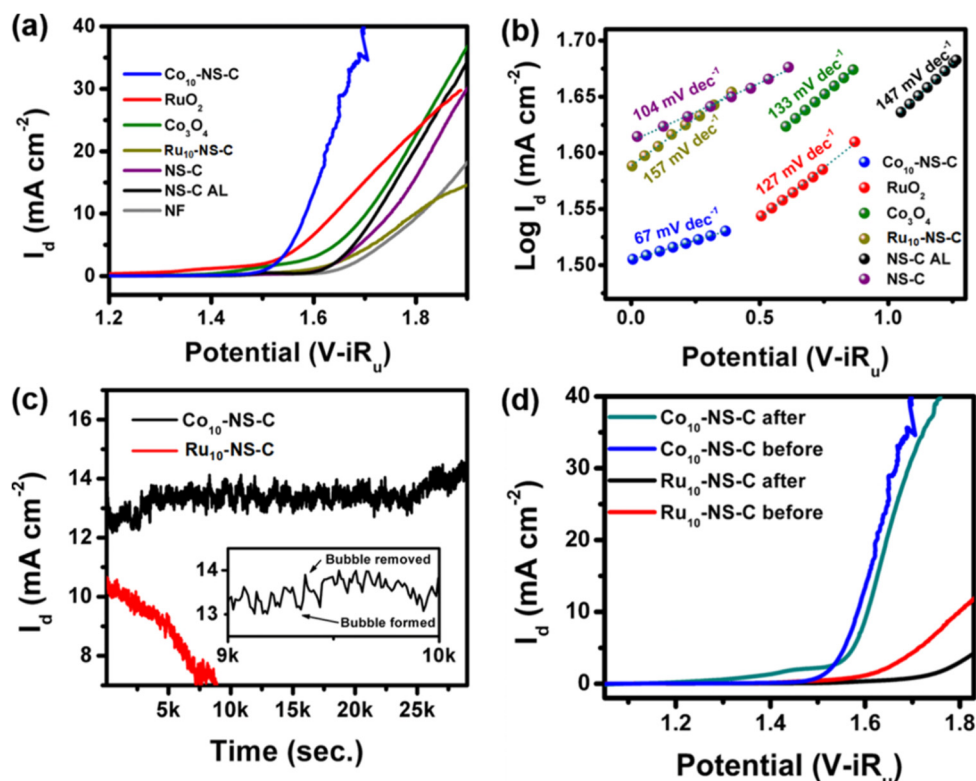 (a)
40
30
20
10
0
1.2 1.4 1.6 1.8
I_d (mA cm⁻²)
Potential (V-iR_u)
Co₁₀-NS-C
RuO₂
Co₃O₄
Ru₁₀-NS-C
NS-C
NS-C AL
NF
(b)
1.70
1.65
1.60
1.55
1.50
0.0 0.5 1.0
Log I_d (mA cm⁻²)
Potential (V-iR_u)
104 mV dec⁻¹
157 mV dec⁻¹
133 mV dec⁻¹
147 mV dec⁻¹
127 mV dec⁻¹
67 mV dec⁻¹
Co₁₀-NS-C
RuO₂
Co₃O₄
Ru₁₀-NS-C
NS-C AL
NS-C
(c)
16
14
12
10
8
5k 10k 15k 20k 25k
I_d (mA cm⁻²)
Time (sec.)
Co₁₀-NS-C
Ru₁₀-NS-C
14
13
9k 10k
Bubble removed
Bubble formed
(d)
40
30
20
10
0
1.2 1.4 1.6 1.8
I_d (mA cm⁻²)
Potential (V-iR_u)
Co₁₀-NS-C after
Co₁₀-NS-C before
Ru₁₀-NS-C after
Ru₁₀-NS-C before